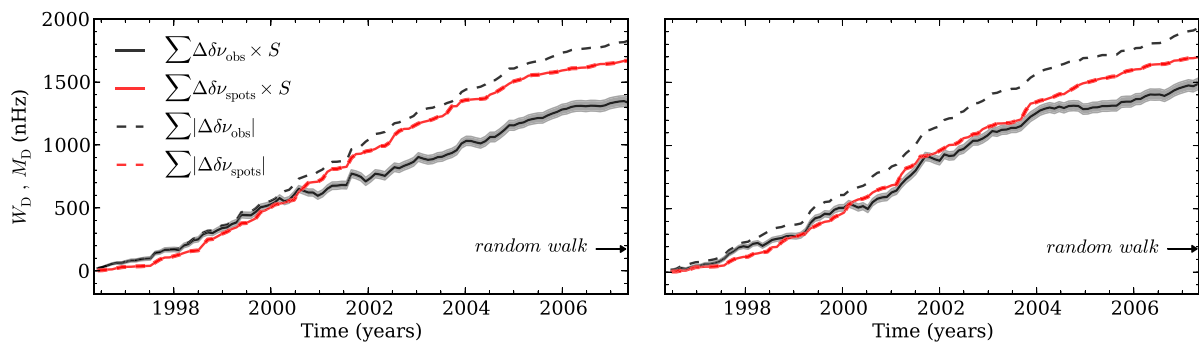 2000
1500
1000
500
0
W_D , M_D (nHz)
∑Δδν_obs × S
∑Δδν_spots × S
∑|Δδν_obs|
∑|Δδν_spots|
random walk
1998 2000 2002 2004 2006
Time (years)
random walk
1998 2000 2002 2004 2006
Time (years)